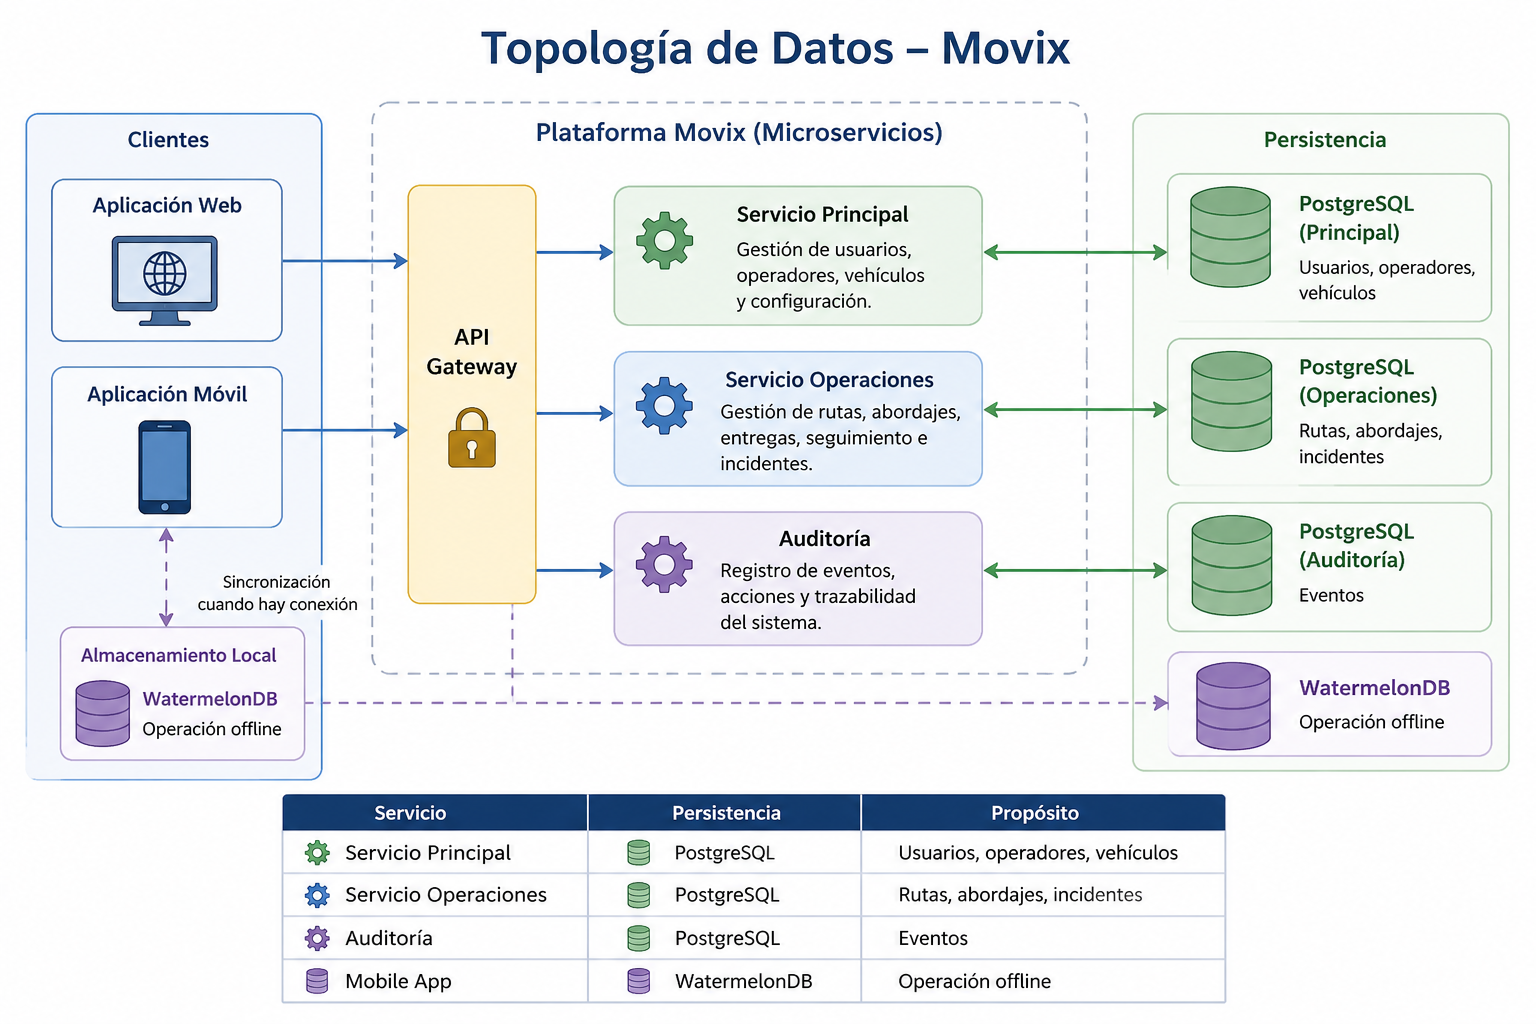 Topología de Datos – Movix
Clientes
Aplicación Web
Aplicación Móvil
Sincronización
cuando hay conexión
Almacenamiento Local
WatermelonDB
Operación offline
Plataforma Movix (Microservicios)
API
Gateway
Servicio Principal
Gestión de usuarios,
operadores, vehículos
y configuración.
Servicio Operaciones
Gestión de rutas, abordajes,
entregas, seguimiento e
incidentes.
Auditoría
Registro de eventos,
acciones y trazabilidad
del sistema.
Persistencia
PostgreSQL
(Principal)
Usuarios, operadores,
vehículos
PostgreSQL
(Operaciones)
Rutas, abordajes,
incidentes
PostgreSQL
(Auditoría)
Eventos
WatermelonDB
Operación offline
Servicio Persistencia Propósito
Servicio Principal PostgreSQL Usuarios, operadores, vehículos
Servicio Operaciones PostgreSQL Rutas, abordajes, incidentes
Auditoría PostgreSQL Eventos
Mobile App WatermelonDB Operación offline